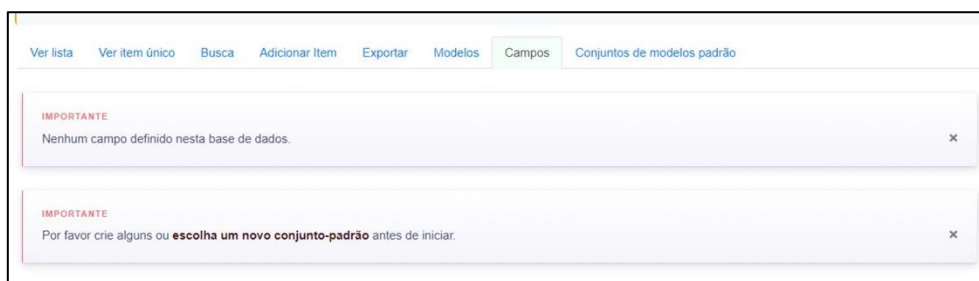 Ver lista Ver item único Busca Adicionar Item Exportar Modelos Campos Conjuntos de modelos padrão
IMPORTANTE
Nenhum campo definido nesta base de dados. ×
IMPORTANTE
Por favor crie alguns ou escolha um novo conjunto-padrão antes de iniciar. ×